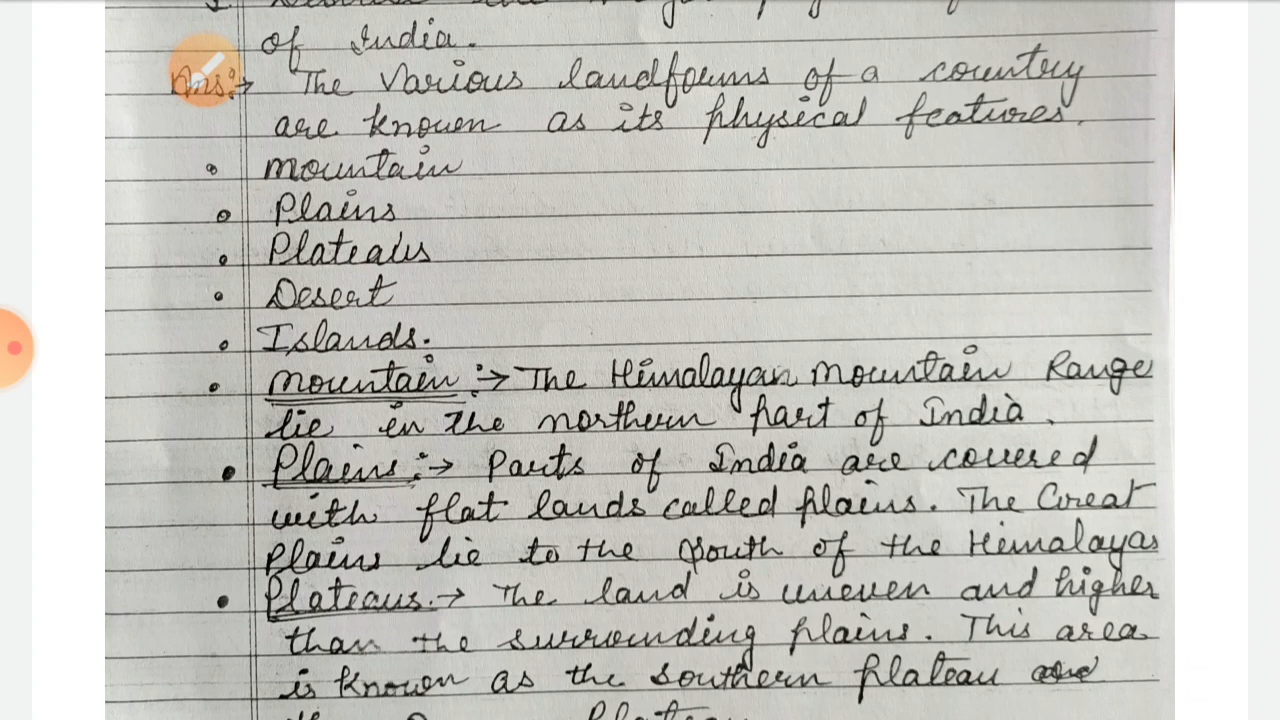 of India.
Ans:→ The Various landforms of a country
are known as its physical features.
• mountain
• Plains
• Plateaus
• Desert
• Islands.
• mountain :→ The Himalayan mountain Range
lie in the northern part of India.
• Plains :→ Parts of India are covered
with flat lands called plains. The Great
Plains lie to the South of the Himalayas
• Plateaus. → The land is uneven and higher
than the surrounding plains. This area
is known as the southern plateau
Plateau